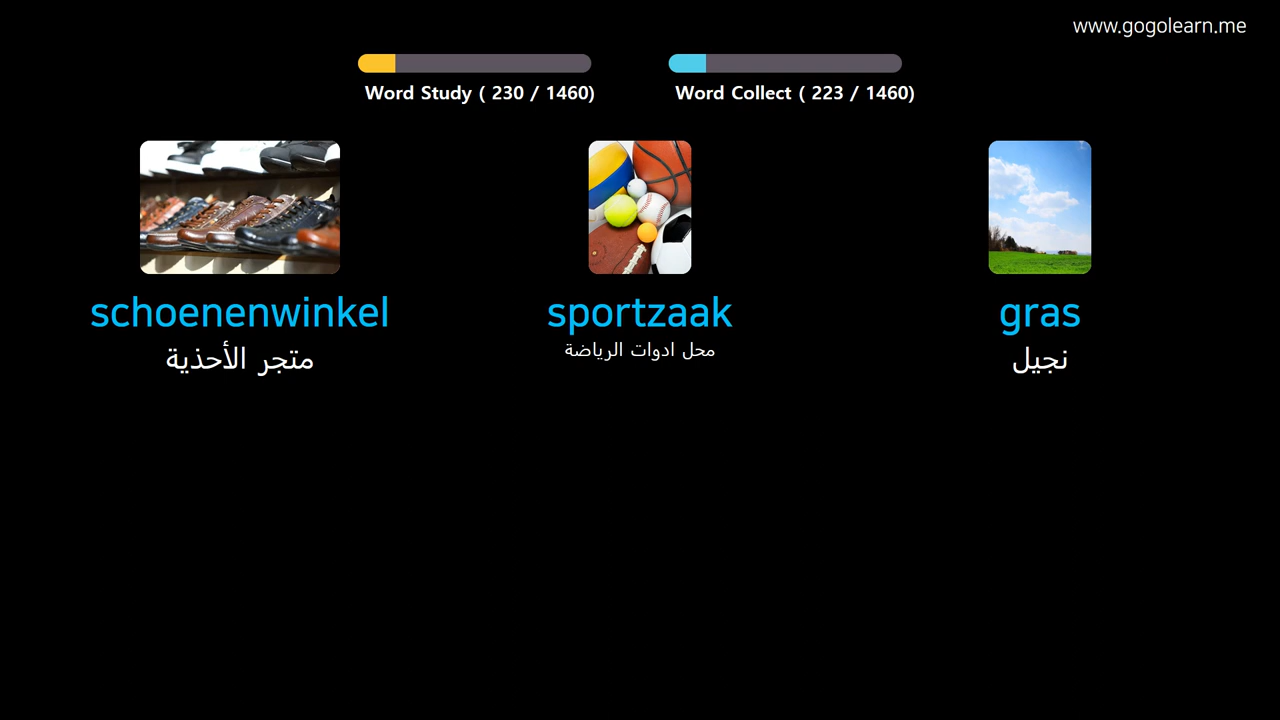 www.gogolearn.me
Word Study ( 230 / 1460)
Word Collect ( 223 / 1460)
schoenenwinkel
متجر الأحذية
sportzaak
محل ادوات الرياضة
gras
نجيل